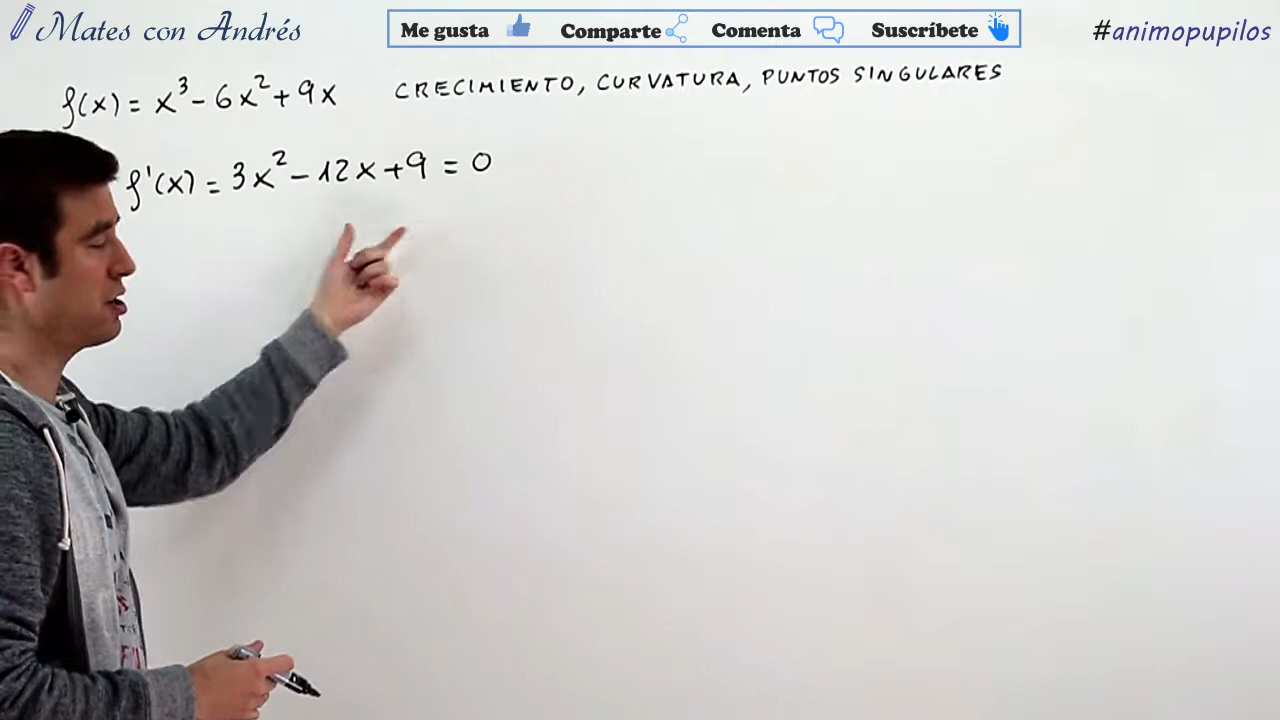 Mates con Andrés
Me gusta Comparte Comenta Suscríbete
#animopupilos
f(x) = x³ - 6x² + 9x CRECIMIENTO, CURVATURA, PUNTOS SINGULARES
f'(x) = 3x² - 12x + 9 = 0